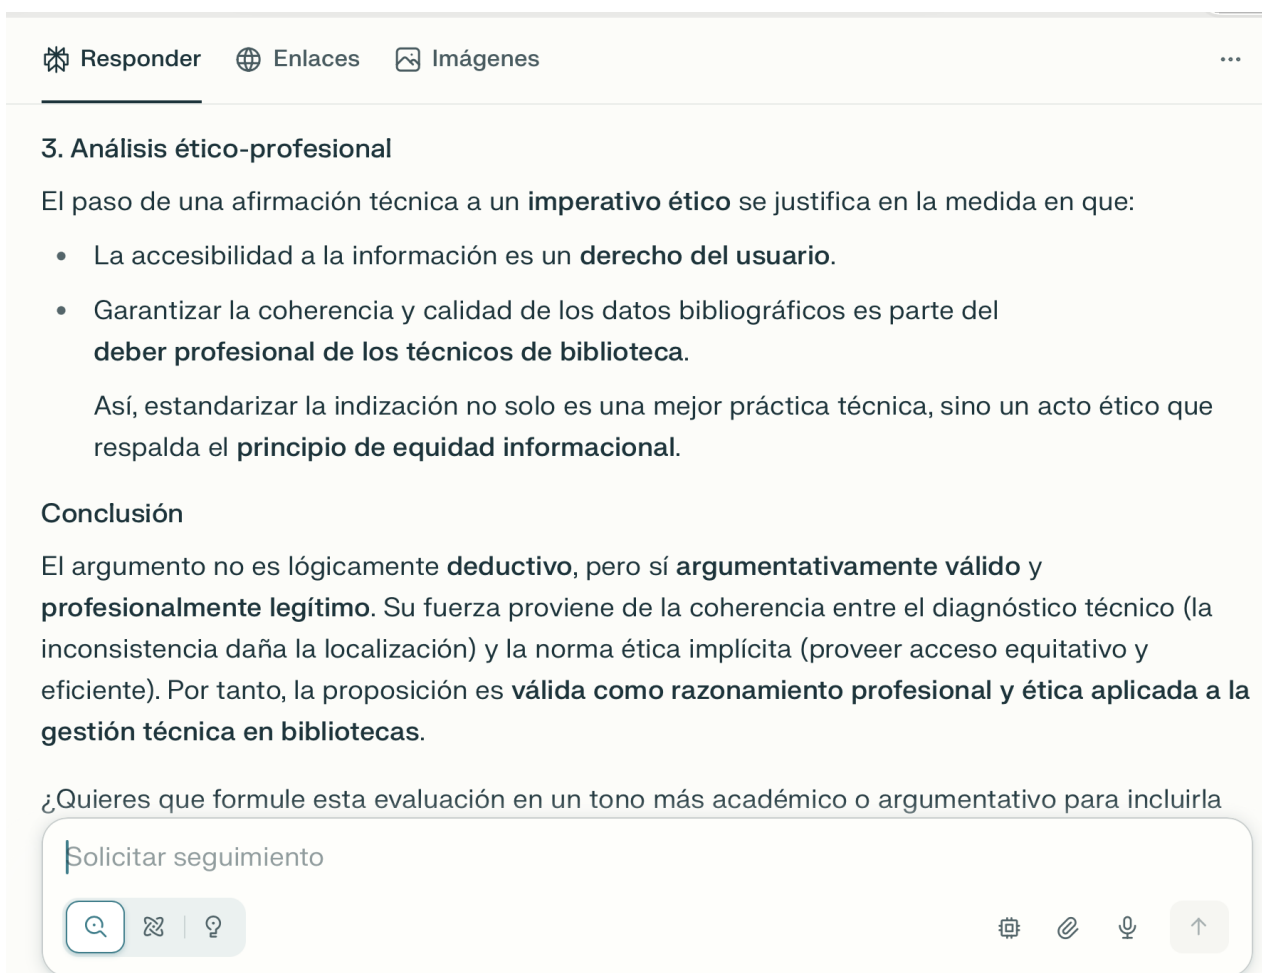 Responder Enlaces Imágenes
3. Análisis ético-profesional
El paso de una afirmación técnica a un imperativo ético se justifica en la medida en que:
• La accesibilidad a la información es un derecho del usuario.
• Garantizar la coherencia y calidad de los datos bibliográficos es parte del
deber profesional de los técnicos de biblioteca.
Así, estandarizar la indización no solo es una mejor práctica técnica, sino un acto ético que
respalda el principio de equidad informacional.
Conclusión
El argumento no es lógicamente deductivo, pero sí argumentativamente válido y
profesionalmente legítimo. Su fuerza proviene de la coherencia entre el diagnóstico técnico (la
inconsistencia daña la localización) y la norma ética implícita (proveer acceso equitativo y
eficiente). Por tanto, la proposición es válida como razonamiento profesional y ética aplicada a la
gestión técnica en bibliotecas.
¿Quieres que formule esta evaluación en un tono más académico o argumentativo para incluirla
Solicitar seguimiento